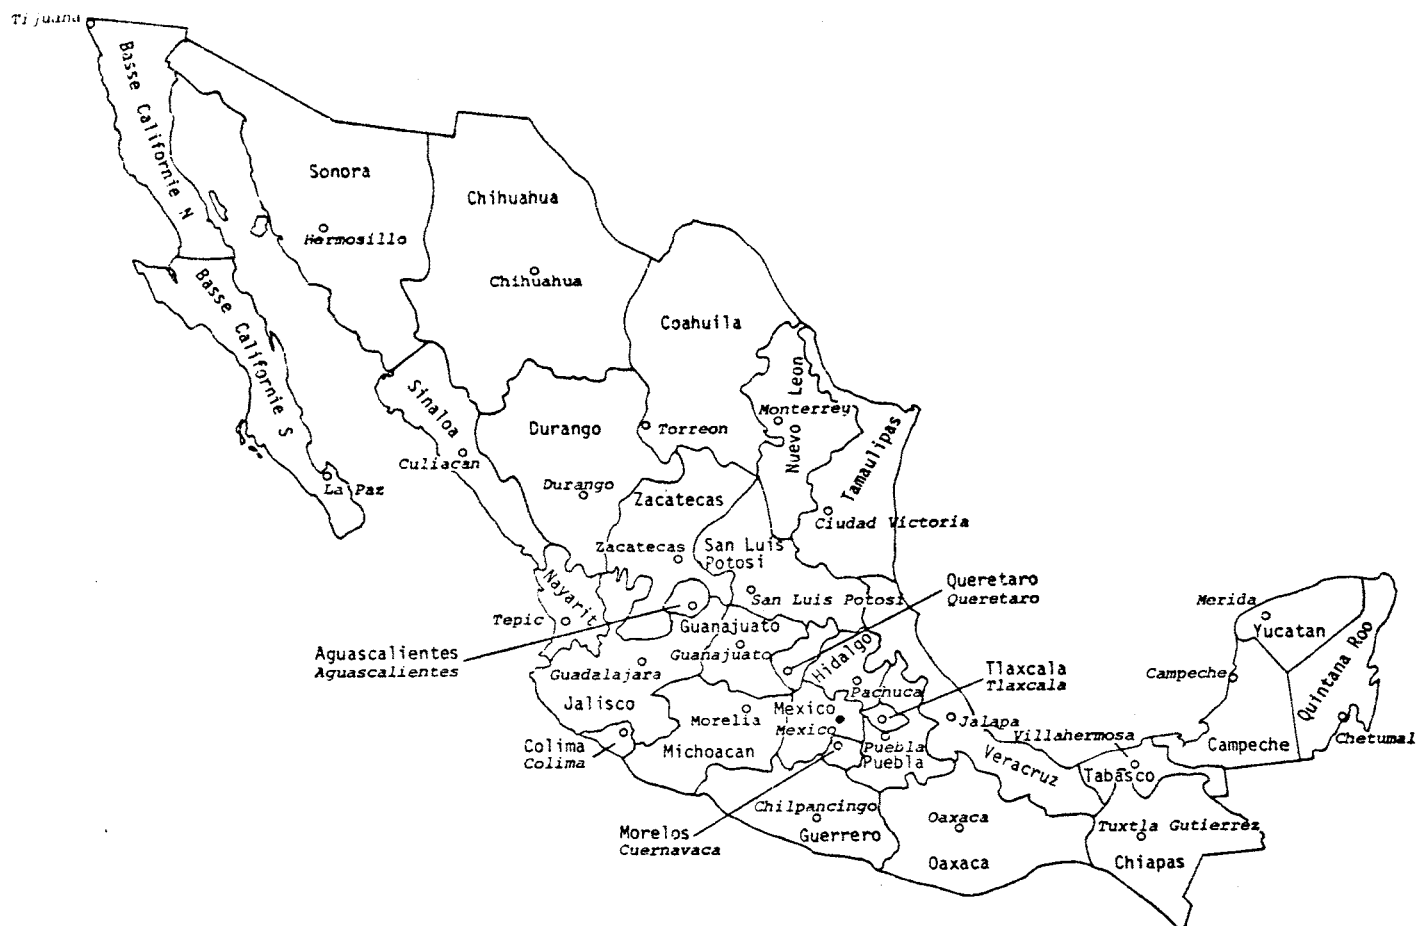 Tijuana
Basse Californie N
Sonora
Hermosillo
Chihuahua
Chihuahua
Basse Californie S
La Paz
Coahuila
Sinaloa
Culiacan
Durango
Durango
Torreon
Nuevo Leon
Monterrey
Tamaulipas
Ciudad Victoria
Zacatecas
Zacatecas
San Luis
Potosi
San Luis Potosi
Nayarit
Tepic
Queretaro
Queretaro
Aguascalientes
Aguascalientes
Guanajuato
Guanajuato
Hidalgo
Pachuca
Guadalajara
Jalisco
Tlaxcala
Tlaxcala
Merida
Yucatan
Quintana Roo
Campeche
Campeche
Chetumal
Colima
Colima
Morelia
Michoacan
Mexico
Mexico
Puebla
Puebla
Jalapa
Veracruz
Villahermosa
Tabasco
Morelos
Cuernavaca
Chilpancingo
Guerrero
Oaxaca
Oaxaca
Tuxtla Gutierrez
Chiapas